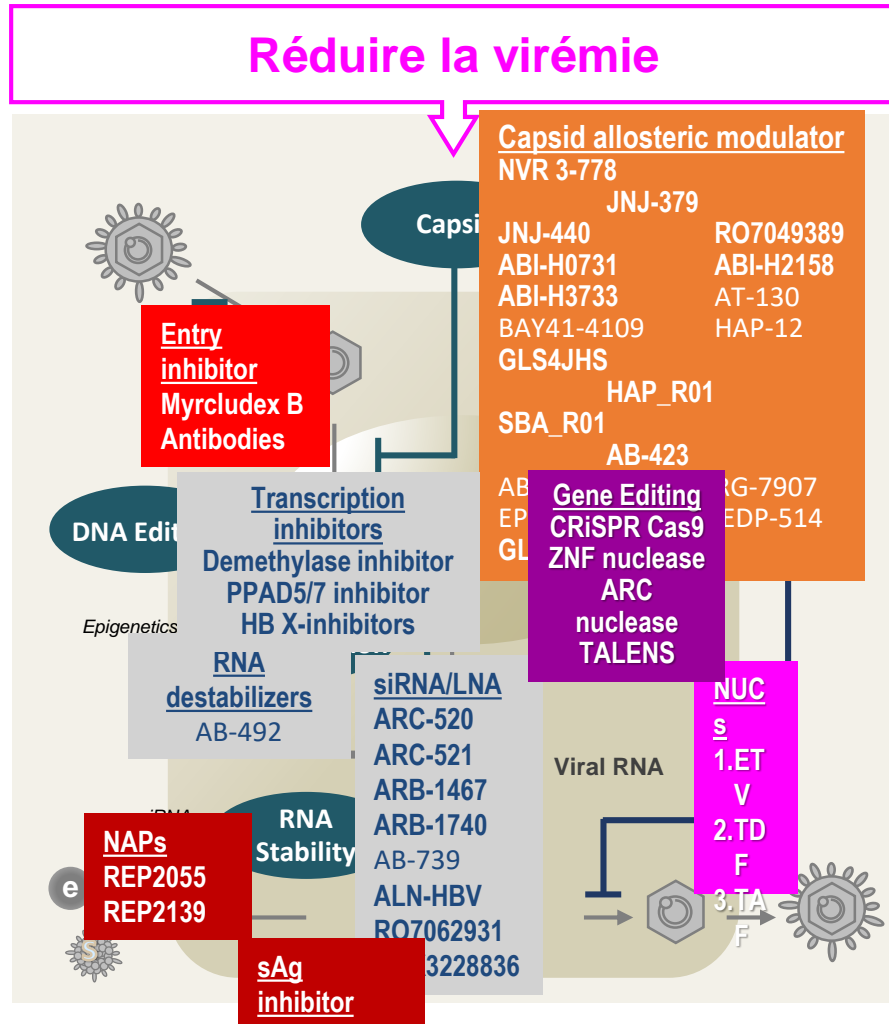 Réduire la virémie
Capsid allosteric modulator
NVR 3-778
JNJ-379
JNJ-440 RO7049389
ABI-H0731 ABI-H2158
ABI-H3733 AT-130
BAY41-4109 HAP-12
GLS4JHS
HAP_R01
SBA_R01
AB-423
AB RG-7907
EP EDP-514
GL
Capsi
Entry
inhibitor
Myrcludex B
Antibodies
Transcription
inhibitors
Demethylase inhibitor
PPAD5/7 inhibitor
HB X-inhibitors
Gene Editing
CRiSPR Cas9
ZNF nuclease
ARC
nuclease
TALENS
DNA Edit
Epigenetics
RNA
destabilizers
AB-492
siRNA/LNA
ARC-520
ARC-521
ARB-1467
ARB-1740
AB-739
ALN-HBV
RO7062931
3228836
Viral RNA
NUC
s
1.ET
V
2.TD
F
3.TA
F
RNA
Stability
NAPs
REP2055
REP2139
e
S
sAg
inhibitor